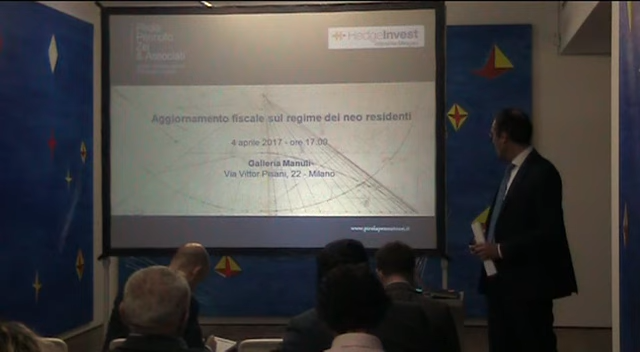 HedgeInvest
Aggiornamento fiscale sul regime dei neo residenti
4 aprile 2017 - ore 17.00
Galleria Manuli
Via Vittor Pisani, 22 - Milano